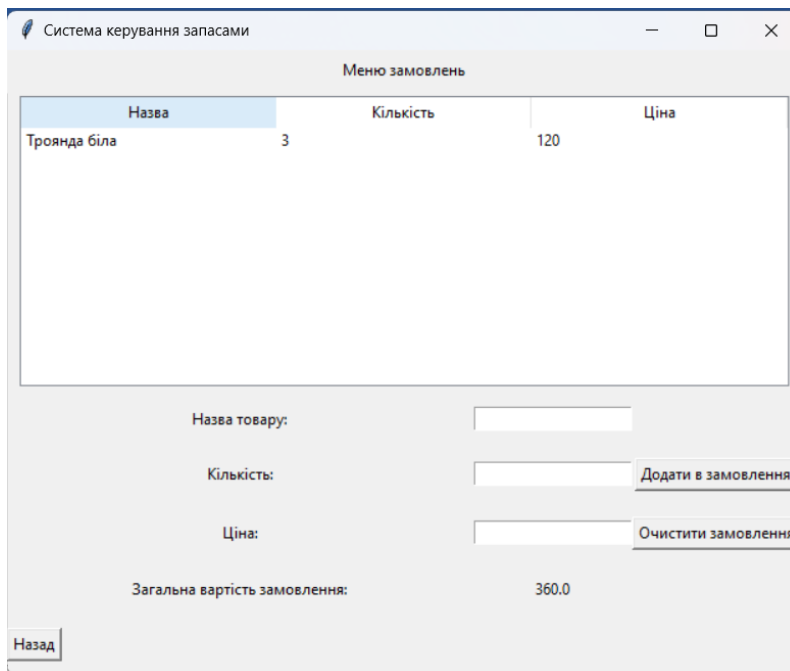 Система керування запасами
Меню замовлень
Назва Кількість Ціна
Троянда біла 3 120
Назва товару:
Кількість: Додати в замовлення
Ціна: Очистити замовлення
Загальна вартість замовлення: 360.0
Назад